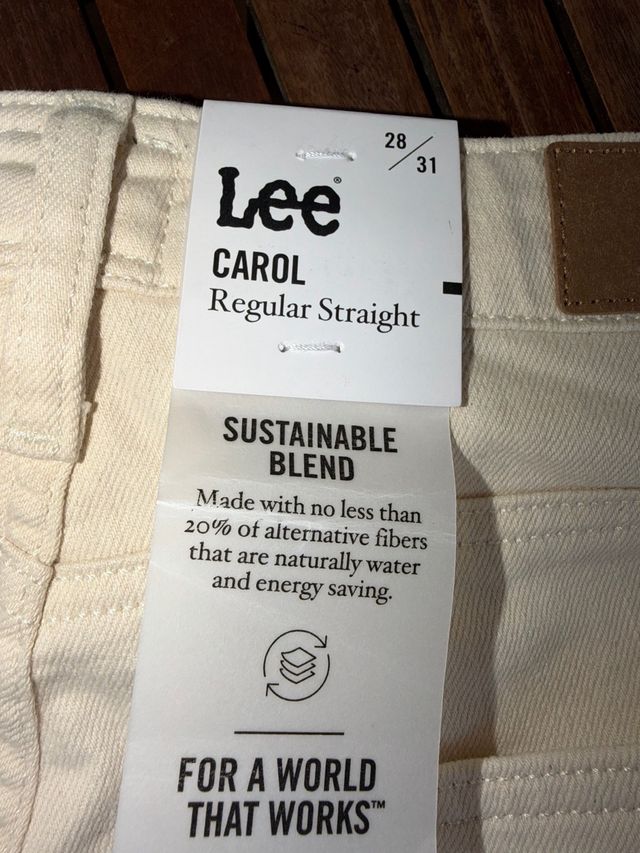 28/31
Lee®
CAROL
Regular Straight
SUSTAINABLE
BLEND
Made with no less than
20% of alternative fibers
that are naturally water
and energy saving.
FOR A WORLD
THAT WORKS™